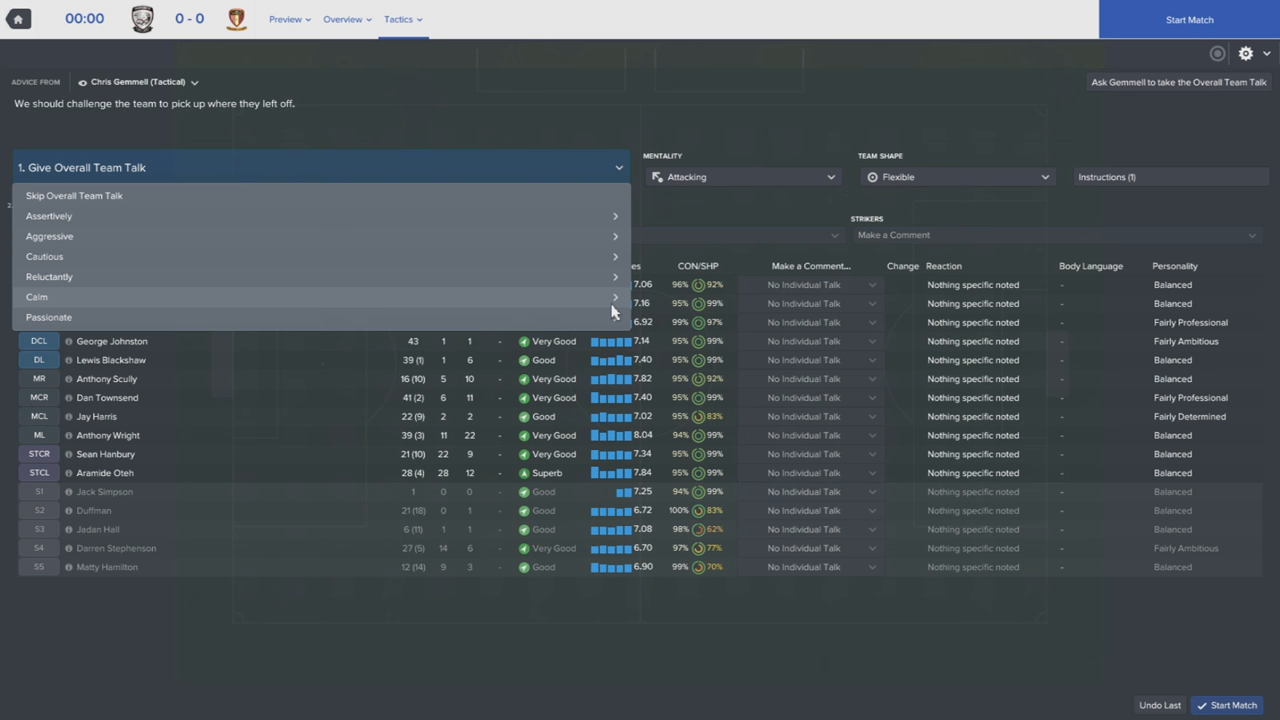 00:00 0 - 0 Preview Overview Tactics Start Match
ADVICE FROM Chris Gemmell (Tactical) Ask Gemmell to take the Overall Team Talk
We should challenge the team to pick up where they left off.
MENTALITY TEAM SHAPE
1. Give Overall Team Talk Attacking Flexible Instructions (1)
Skip Overall Team Talk
Assertively STRIKERS
Aggressive Make a Comment
Cautious CON/SHP Make a Comment... Change Reaction Body Language Personality
Reluctantly 7.06 96% 92% No Individual Talk Nothing specific noted - Balanced
Calm 7.16 95% 99% No Individual Talk Nothing specific noted - Balanced
Passionate 6.92 99% 97% No Individual Talk Nothing specific noted - Fairly Professional
DCL George Johnston 43 1 1 - Very Good 7.14 95% 99% No Individual Talk Nothing specific noted - Fairly Ambitious
DL Lewis Blackshaw 39 (1) 1 6 - Good 7.40 95% 99% No Individual Talk Nothing specific noted - Balanced
MR Anthony Scully 16 (10) 5 10 - Very Good 7.82 95% 92% No Individual Talk Nothing specific noted - Balanced
MCR Dan Townsend 41 (2) 6 11 - Very Good 7.40 95% 99% No Individual Talk Nothing specific noted - Fairly Professional
MCL Jay Harris 22 (9) 2 2 - Good 7.02 95% 83% No Individual Talk Nothing specific noted - Fairly Determined
ML Anthony Wright 39 (3) 11 22 - Very Good 8.04 94% 99% No Individual Talk Nothing specific noted - Balanced
STCR Sean Hanbury 21 (10) 22 9 - Very Good 7.34 95% 99% No Individual Talk Nothing specific noted - Balanced
STCL Aramide Oteh 28 (4) 28 12 - Superb 7.84 95% 99% No Individual Talk Nothing specific noted - Balanced
S1 Jack Simpson 1 0 0 - Good 7.25 94% 99% No Individual Talk Nothing specific noted - Balanced
S2 Duffman 21 (18) 0 1 - Good 6.72 100% 83% No Individual Talk Nothing specific noted - Balanced
S3 Jadan Hall 6 (11) 1 1 - Good 7.08 98% 62% No Individual Talk Nothing specific noted - Balanced
S4 Darren Stephenson 27 (5) 14 6 - Very Good 6.70 97% 77% No Individual Talk Nothing specific noted - Fairly Ambitious
S5 Matty Hamilton 12 (14) 9 3 - Good 6.90 99% 70% No Individual Talk Nothing specific noted - Balanced
Undo Last Start Match